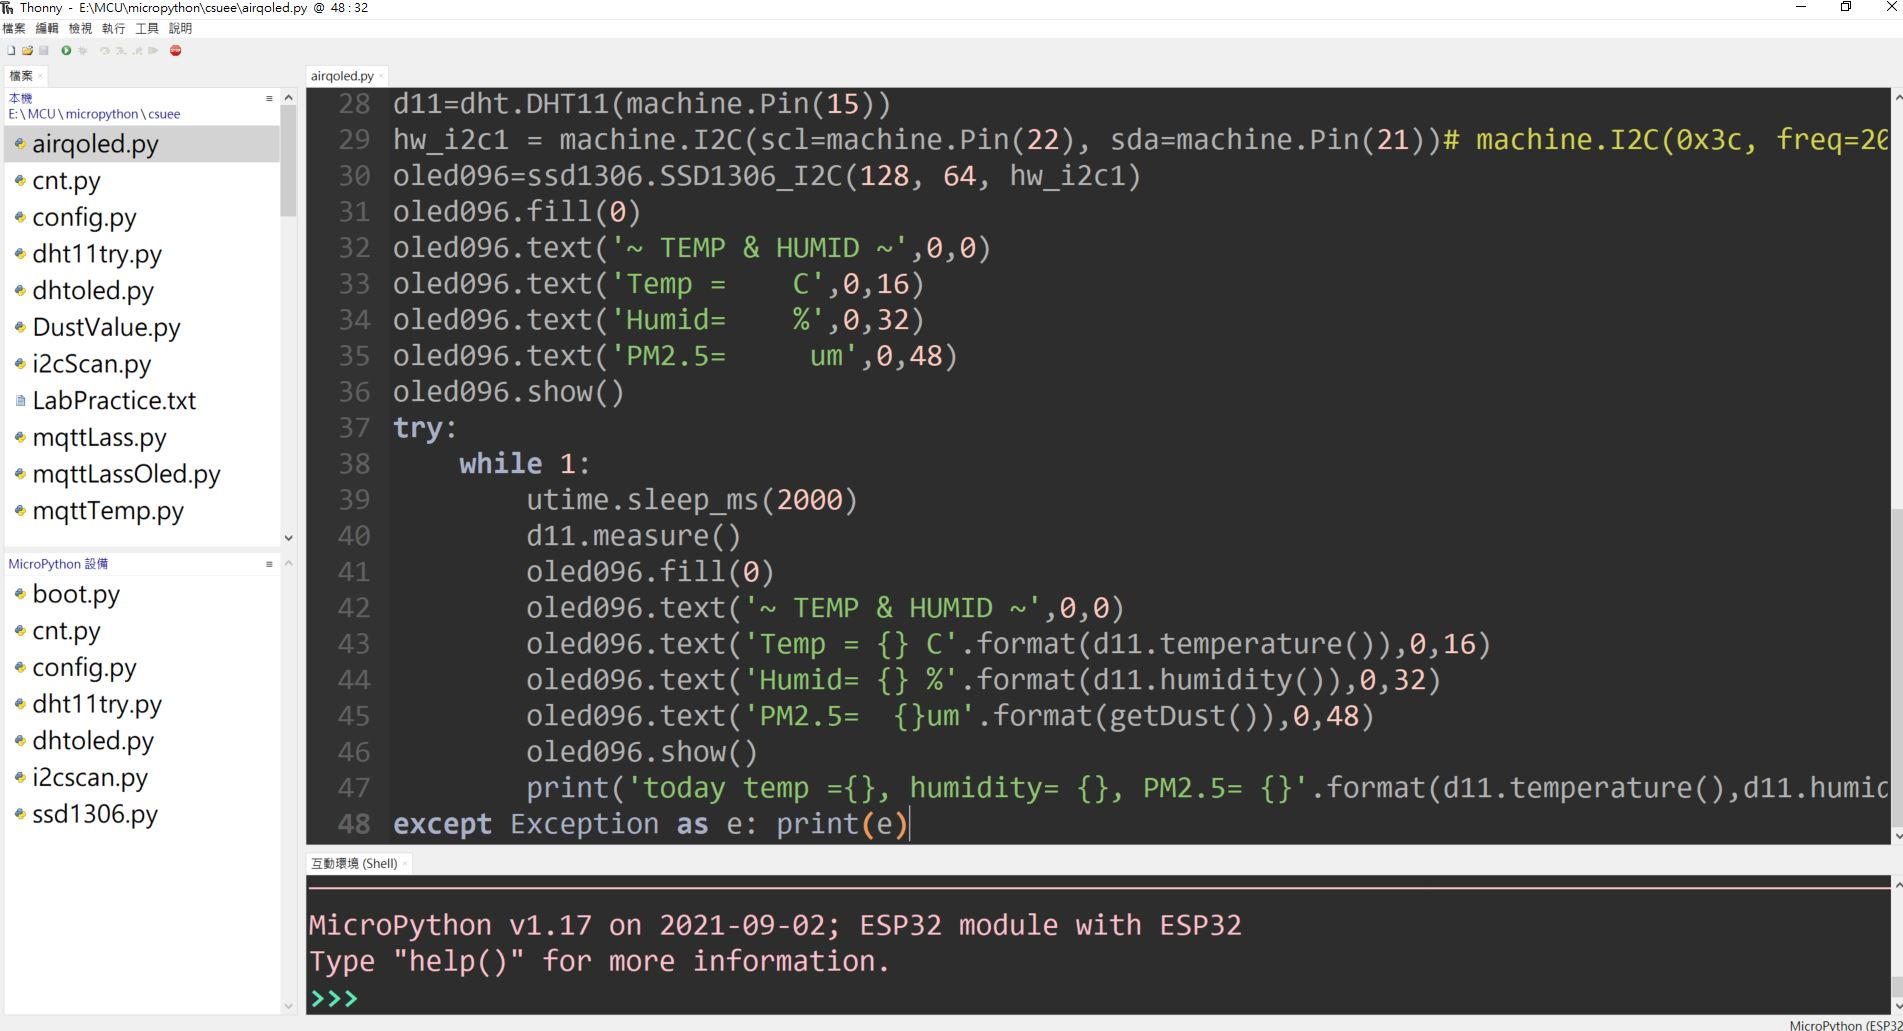 Thonny - E:\MCU\micropython\csuee\airqoled.py @ 48 : 32
檔案 編輯 檢視 執行 工具 說明
檔案
本機
E: \ MCU \ micropython \ csuee
airqoled.py
cnt.py
config.py
dht11try.py
dhtoled.py
DustValue.py
i2cScan.py
LabPractice.txt
mqttLass.py
mqttLassOled.py
mqttTemp.py
MicroPython 設備
boot.py
cnt.py
config.py
dht11try.py
dhtoled.py
i2cscan.py
ssd1306.py
airqoled.py
28 d11=dht.DHT11(machine.Pin(15))
29 hw_i2c1 = machine.I2C(scl=machine.Pin(22), sda=machine.Pin(21))# machine.I2C(0x3c, freq=20
30 oled096=ssd1306.SSD1306_I2C(128, 64, hw_i2c1)
31 oled096.fill(0)
32 oled096.text('~ TEMP & HUMID ~',0,0)
33 oled096.text('Temp =    C',0,16)
34 oled096.text('Humid=    %',0,32)
35 oled096.text('PM2.5=     um',0,48)
36 oled096.show()
37 try:
38     while 1:
39         utime.sleep_ms(2000)
40         d11.measure()
41         oled096.fill(0)
42         oled096.text('~ TEMP & HUMID ~',0,0)
43         oled096.text('Temp = {} C'.format(d11.temperature()),0,16)
44         oled096.text('Humid= {} %'.format(d11.humidity()),0,32)
45         oled096.text('PM2.5=  {}um'.format(getDust()),0,48)
46         oled096.show()
47         print('today temp ={}, humidity= {}, PM2.5= {}'.format(d11.temperature(),d11.humid
48 except Exception as e: print(e)
互動環境 (Shell)
MicroPython v1.17 on 2021-09-02; ESP32 module with ESP32
Type "help()" for more information.
>>>
MicroPython (ESP32